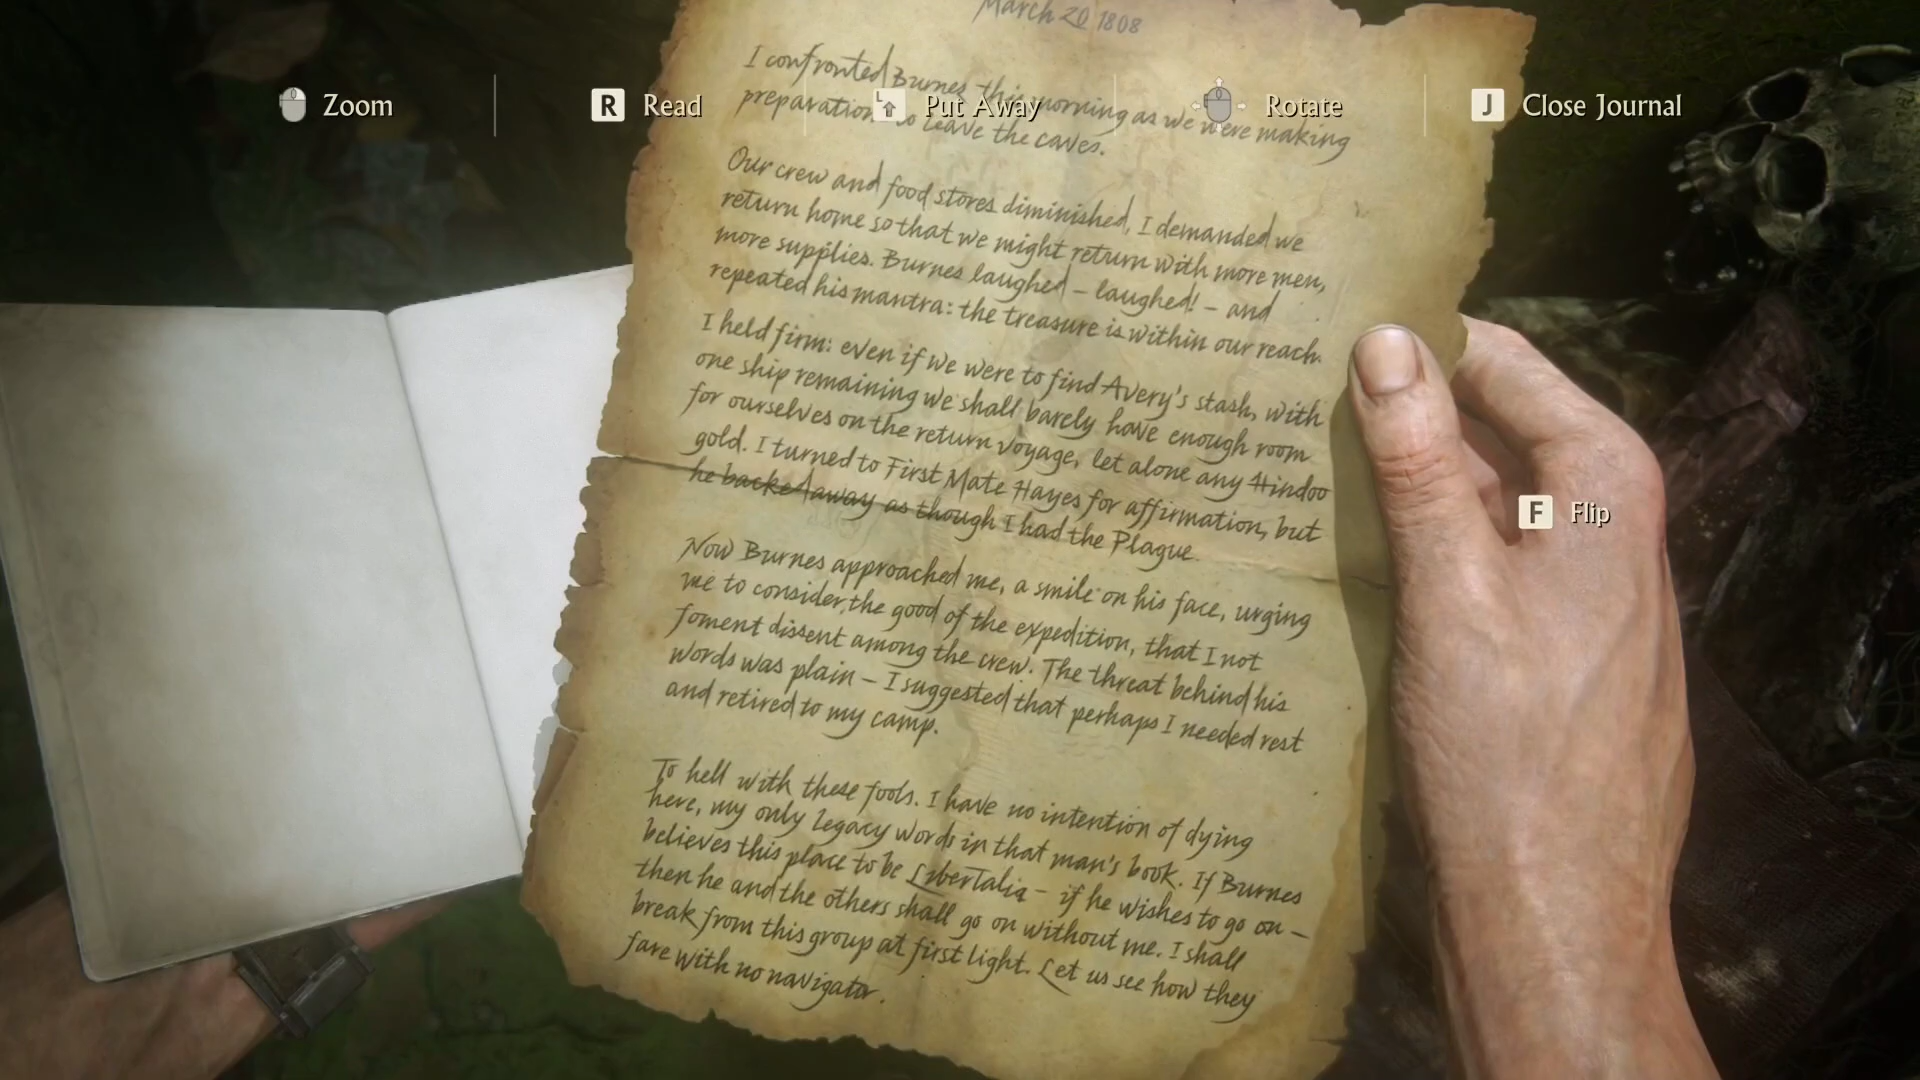 March 20 1808
Zoom
R Read
L Put Away
Rotate
J Close Journal
I confronted Burnes this morning as we were making
preparation to leave the caves.
Our crew and food stores diminished, I demanded we
return home so that we might return with more men,
more supplies. Burnes laughed – laughed! – and
repeated his mantra: the treasure is within our reach.
I held firm: even if we were to find Avery's stash, with
one ship remaining we shall barely have enough room
for ourselves on the return voyage, let alone any Hindoo
gold. I turned to First Mate Hayes for affirmation, but
he backed away as though I had the Plague.
Now Burnes approached me, a smile on his face, urging
me to consider the good of the expedition, that I not
foment dissent among the crew. The threat behind his
words was plain – I suggested that perhaps I needed rest
and retired to my camp.
F Flip
To hell with these fools. I have no intention of dying
here, my only legacy words in that man's book. If Burnes
believes this place to be Libertalia – if he wishes to go on –
then he and the others shall go on without me. I shall
break from this group at first light. Let us see how they
fare with no navigator.